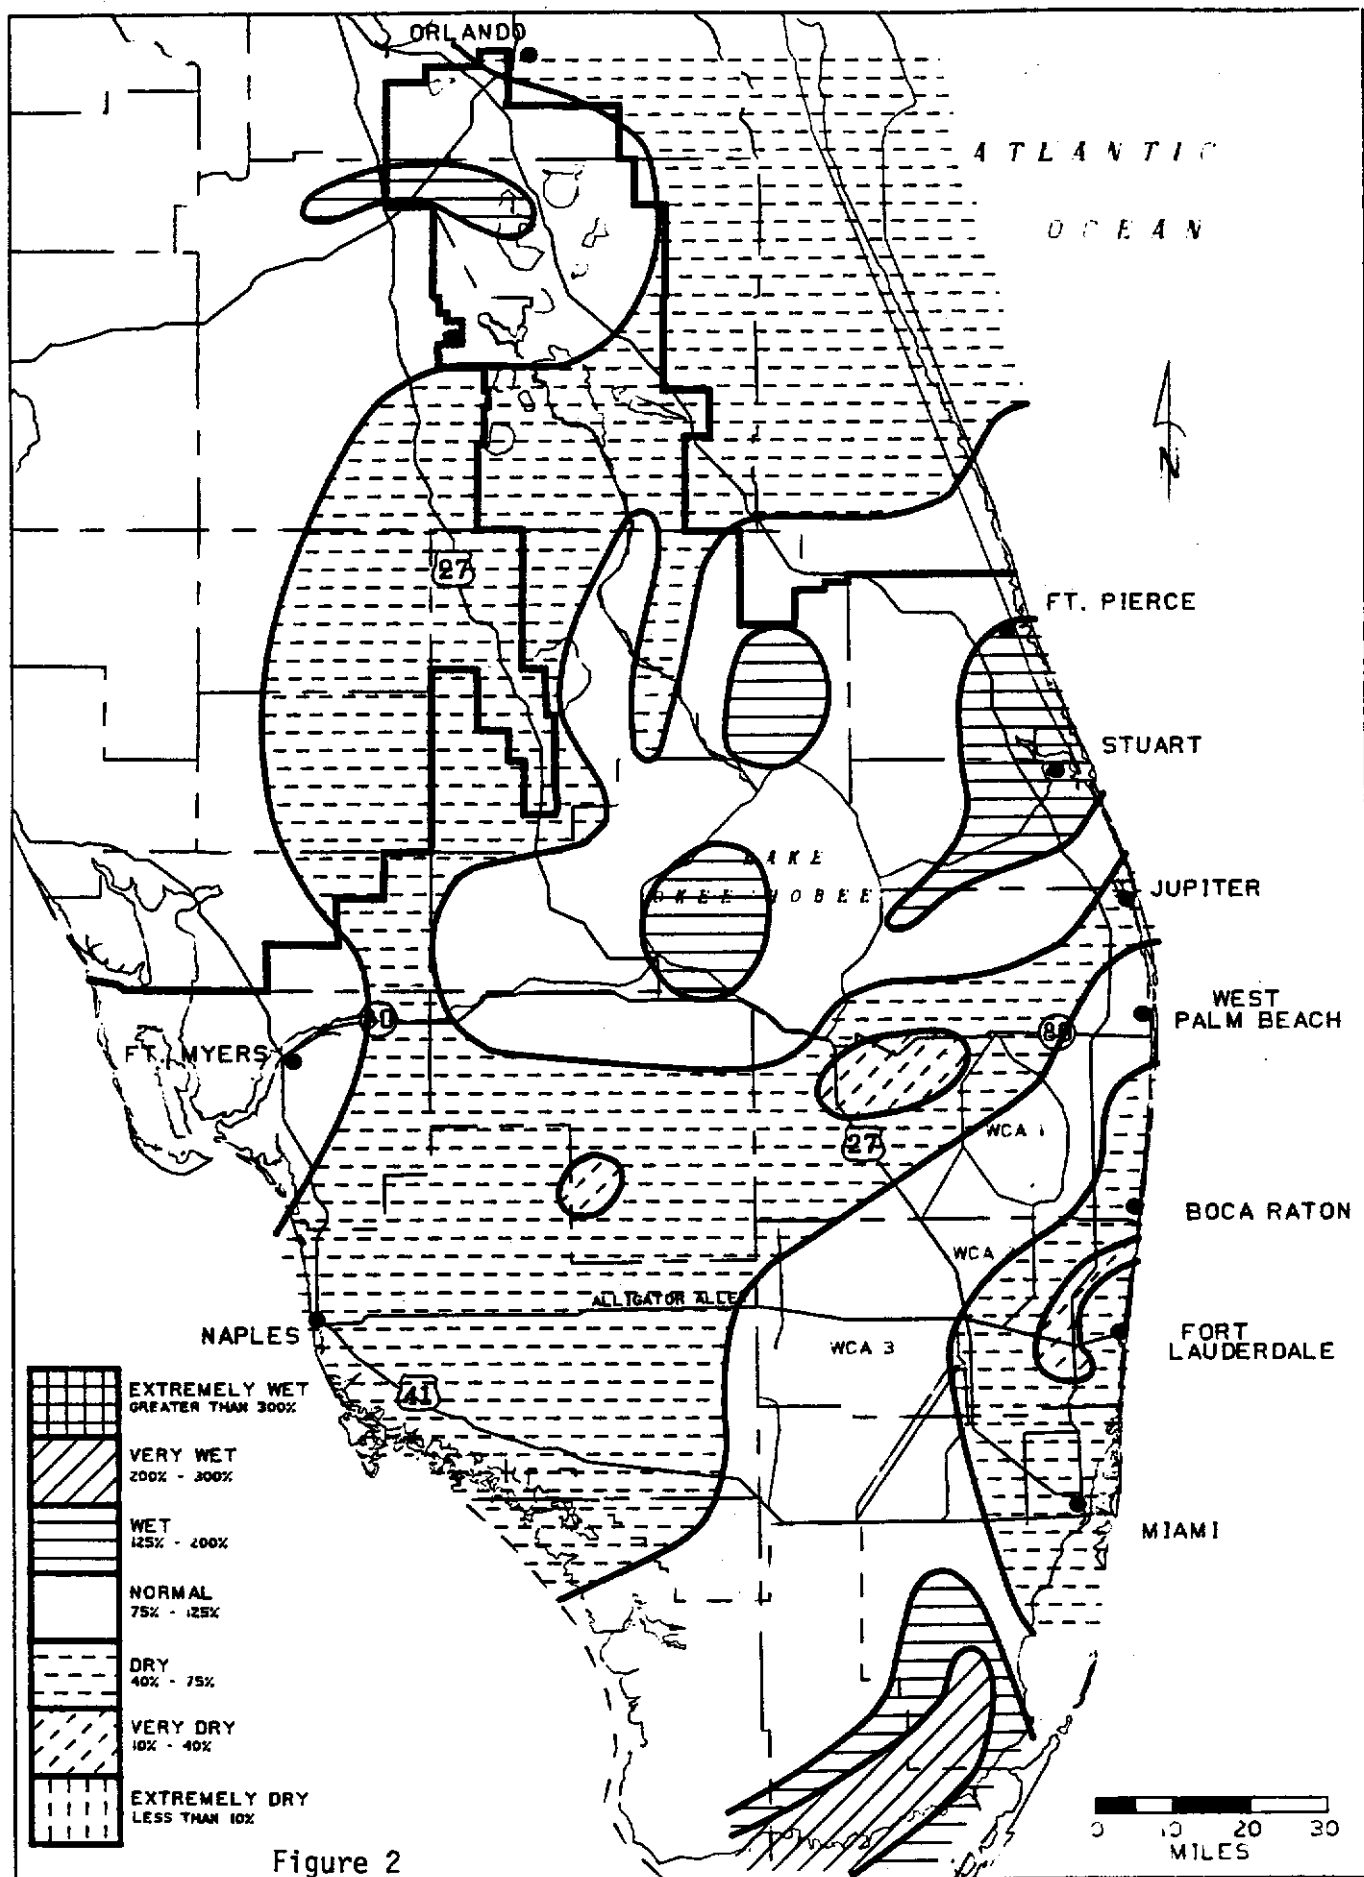 ORLANDO
ATLANTIC
OCEAN
N
27
FT. PIERCE
STUART
LAKE
JUPITER
WEST
PALM BEACH
80
FT. MYERS
WCA 1
27
BOCA RATON
WCA
ALLIGATOR ALLE
NAPLES
WCA 3
FORT
LAUDERDALE
41
MIAMI
EXTREMELY WET
GREATER THAN 300%
VERY WET
200% - 300%
WET
125% - 200%
NORMAL
75% - 125%
DRY
40% - 75%
VERY DRY
10% - 40%
EXTREMELY DRY
LESS THAN 10%
0 10 20 30
MILES
Figure 2